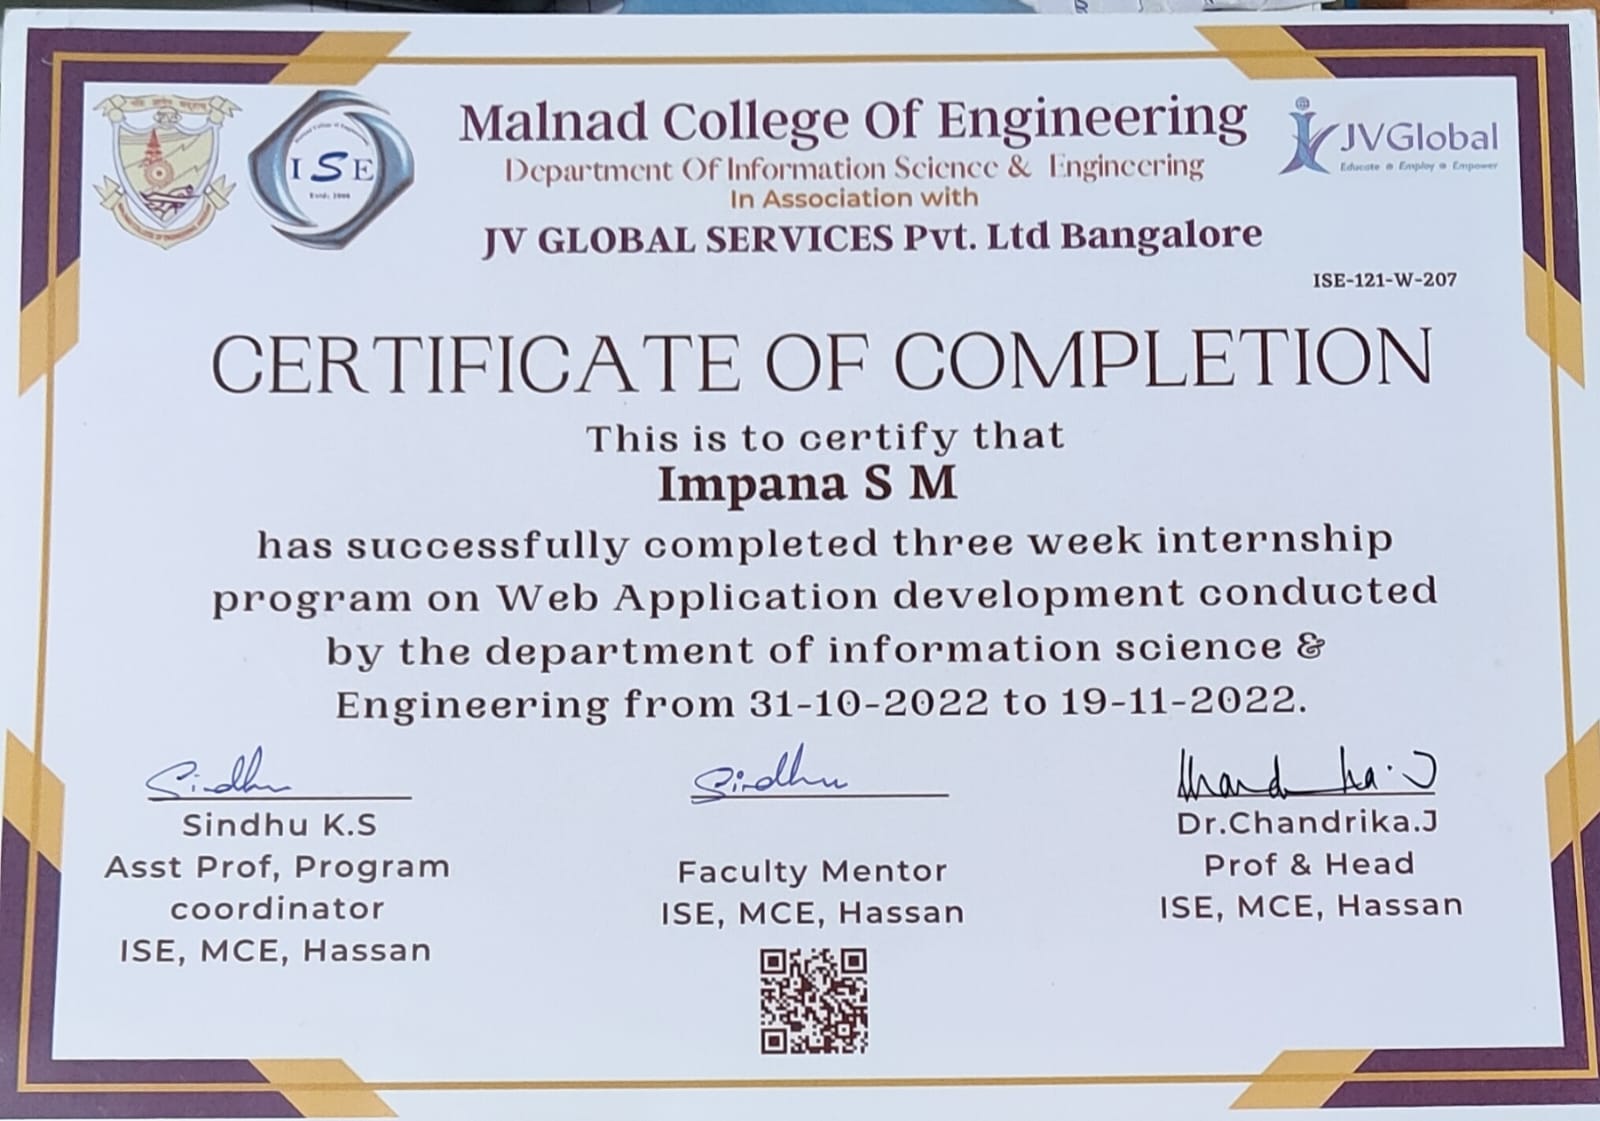 ISE
Estd: 2000
Malnad College Of Engineering
Department Of Information Science & Engineering
In Association with
JV GLOBAL SERVICES Pvt. Ltd Bangalore
JVGlobal
Educate Employ Empower
ISE-121-W-207
CERTIFICATE OF COMPLETION
This is to certify that
Impana S M
has successfully completed three week internship
program on Web Application development conducted
by the department of information science &
Engineering from 31-10-2022 to 19-11-2022.
Sindhu
Sindhu K.S
Asst Prof, Program
coordinator
ISE, MCE, Hassan
Sindhu
Faculty Mentor
ISE, MCE, Hassan
Dr.Chandrika.J
Prof & Head
ISE, MCE, Hassan